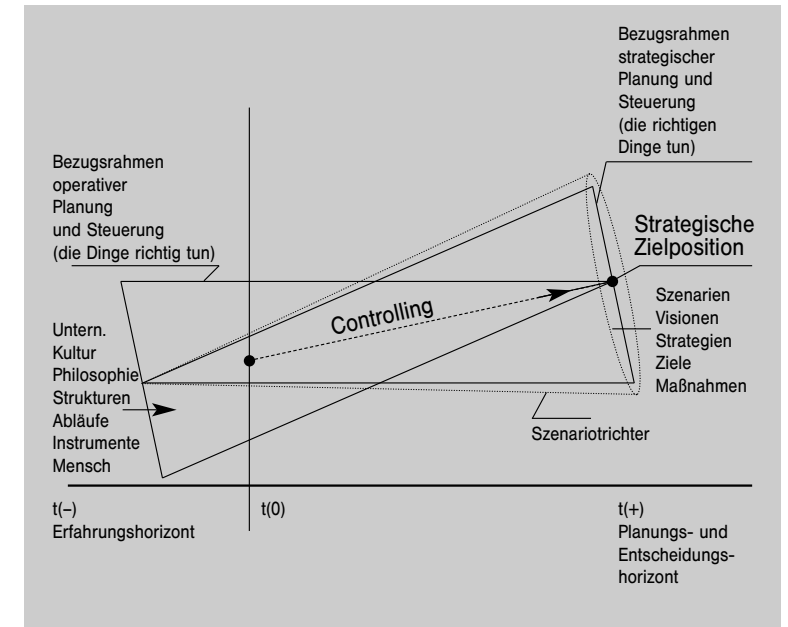 Bezugsrahmen
strategischer
Planung und
Steuerung
(die richtigen
Dinge tun)
Bezugsrahmen
operativer
Planung
und Steuerung
(die Dinge richtig tun)
Strategische
Zielposition
Controlling
Szenarien
Visionen
Strategien
Ziele
Maßnahmen
Untern.
Kultur
Philosophie
Strukturen
Abläufe
Instrumente
Mensch
Szenariotrichter
t(–)
Erfahrungshorizont
t(0)
t(+)
Planungs- und
Entscheidungs-
horizont